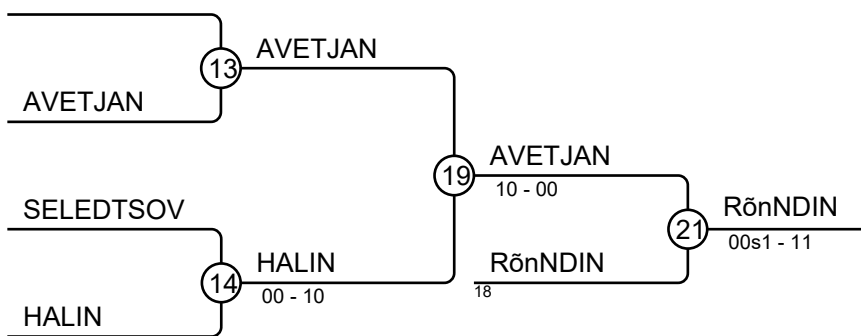 AVETJAN
13
AVETJAN
AVETJAN
19
10 - 00
SELEDTSOV
RõnNDIN
21
00s1 - 11
HALIN
14
00 - 10
RõnNDIN
18
HALIN